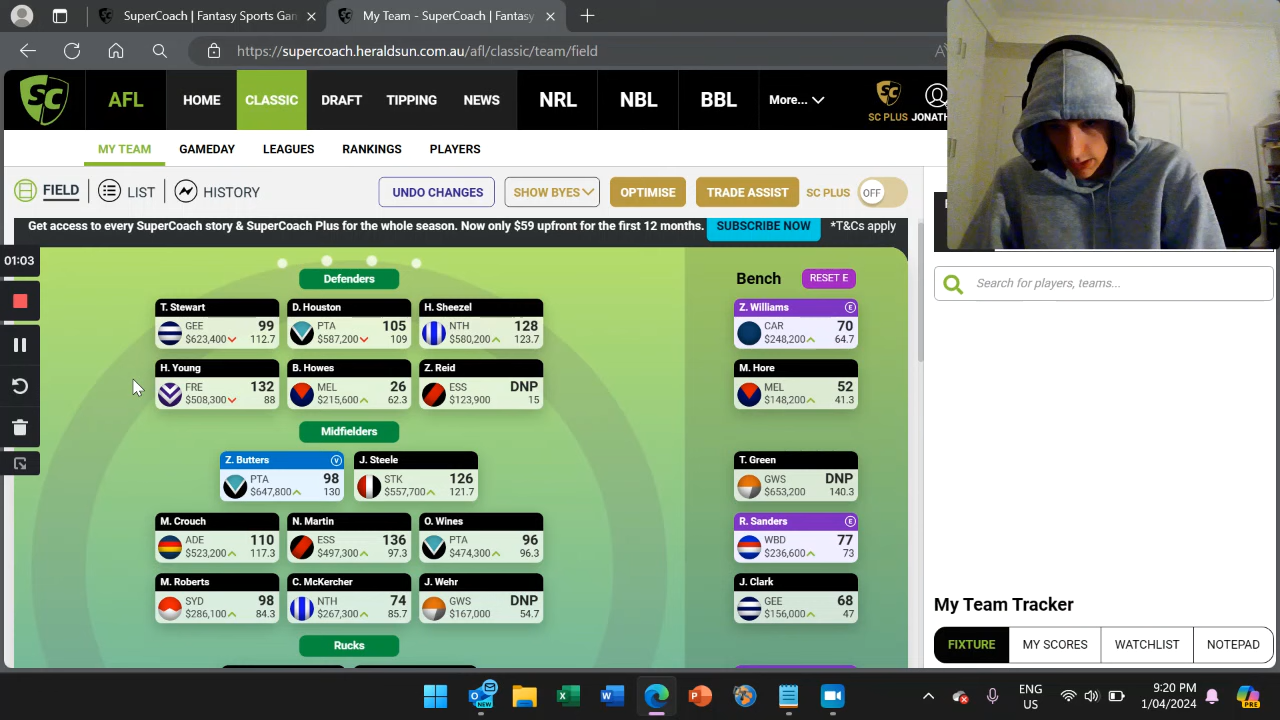 SuperCoach | Fantasy Sports Gan
My Team - SuperCoach | Fantasy
https://supercoach.heraldsun.com.au/afl/classic/team/field
SC
AFL
HOME
CLASSIC
DRAFT
TIPPING
NEWS
NRL
NBL
BBL
More...
SC PLUS
JONATH
MY TEAM
GAMEDAY
LEAGUES
RANKINGS
PLAYERS
FIELD
LIST
HISTORY
UNDO CHANGES
SHOW BYES
OPTIMISE
TRADE ASSIST
SC PLUS
OFF
Get access to every SuperCoach story & SuperCoach Plus for the whole season. Now only $59 upfront for the first 12 months.
SUBSCRIBE NOW
*T&Cs apply
01:03
Defenders
Bench
RESET E
T. Stewart
GEE 99
$623,400 112.7
D. Houston
PTA 105
$587,200 109
H. Sheezel
NTH 128
$580,200 123.7
Z. Williams E
CAR 70
$248,200 64.7
H. Young
FRE 132
$508,300 88
B. Howes
MEL 26
$215,600 62.3
Z. Reid
ESS DNP
$123,900 15
M. Hore
MEL 52
$148,200 41.3
Midfielders
Z. Butters V
PTA 98
$647,800 130
J. Steele
STK 126
$557,700 121.7
T. Green
GWS DNP
$653,200 140.3
M. Crouch
ADE 110
$523,200 117.3
N. Martin
ESS 136
$497,300 97.3
O. Wines
PTA 96
$474,300 96.3
R. Sanders E
WBD 77
$236,600 73
M. Roberts
SYD 98
$286,100 84.3
C. McKercher
NTH 74
$267,300 85.7
J. Wehr
GWS DNP
$167,000 54.7
J. Clark
GEE 68
$156,000 47
Rucks
Search for players, teams...
My Team Tracker
FIXTURE
MY SCORES
WATCHLIST
NOTEPAD
NEW
ENG
US
9:20 PM
1/04/2024
PRE